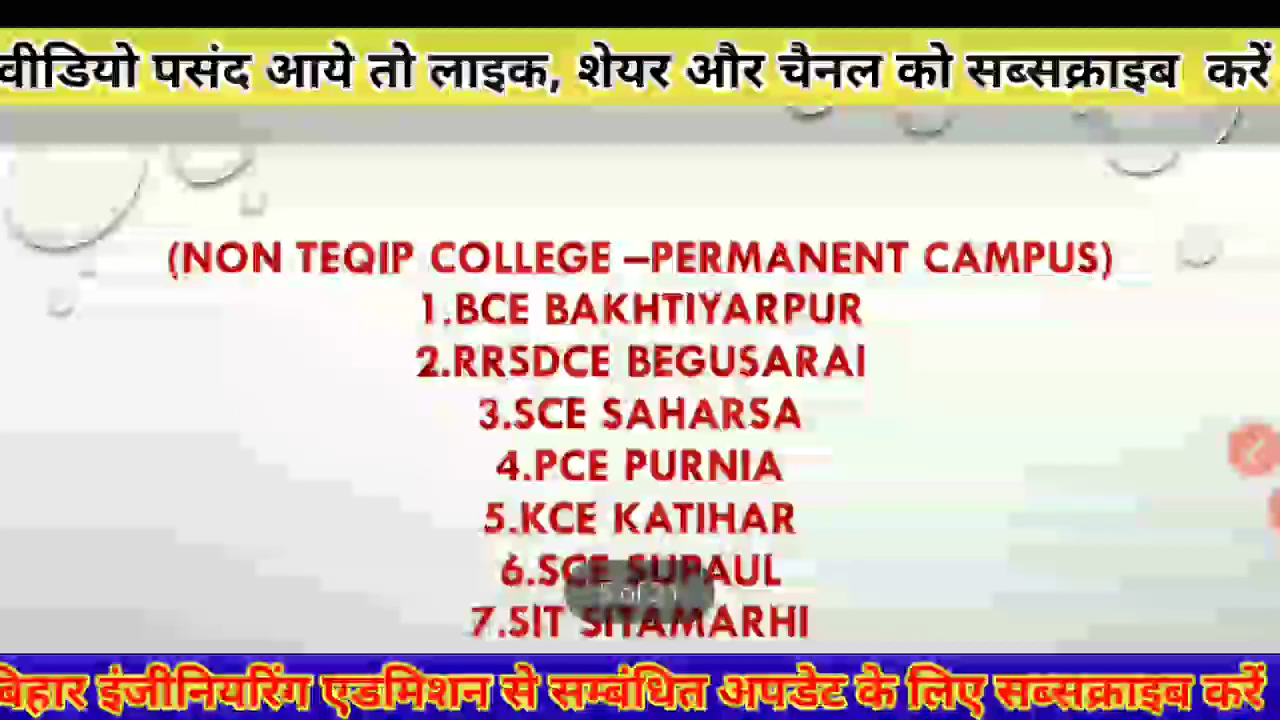 वीडियो पसंद आये तो लाइक, शेयर और चैनल को सब्सक्राइब करें
(NON TEQIP COLLEGE –PERMANENT CAMPUS)
1.BCE BAKHTIYARPUR
2.RRSDCE BEGUSARAI
3.SCE SAHARSA
4.PCE PURNIA
5.KCE KATIHAR
6.SCE SUPAUL
7.SIT SITAMARHI
बिहार इंजीनियरिंग एडमिशन से सम्बंधित अपडेट के लिए सब्सक्राइब करें